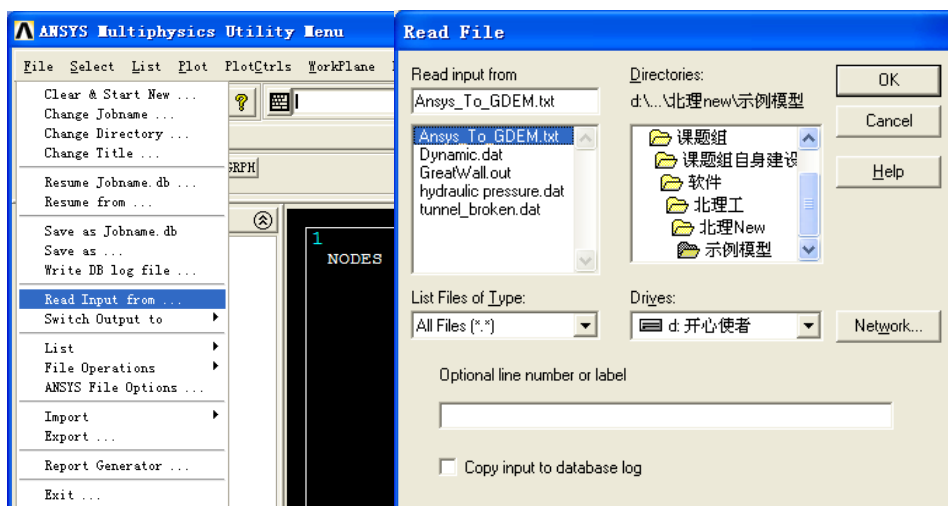 ANSYS Multiphysics Utility Menu
File Select List Plot PlotCtrls WorkPlane
Clear & Start New ...
Change Jobname ...
Change Directory ...
Change Title ...
GRPH
Resume Jobname.db ...
Resume from ...
Save as Jobname.db
Save as ...
Write DB log file ...
Read Input from ...
Switch Output to
List
File Operations
ANSYS File Options ...
Import
Export ...
Report Generator ...
Exit ...
1
NODES
Read File
Read input from
Ansys_To_GDEM.txt
Ansys_To_GDEM.txt
Dynamic.dat
GreatWall.out
hydraulic pressure.dat
tunnel_broken.dat
List Files of Type:
All Files (*.*)
Directories:
d:\...\北理new\示例模型
课题组
课题组自身建设
软件
北理工
北理New
示例模型
Drives:
d: 开心使者
OK
Cancel
Help
Network...
Optional line number or label
Copy input to database log